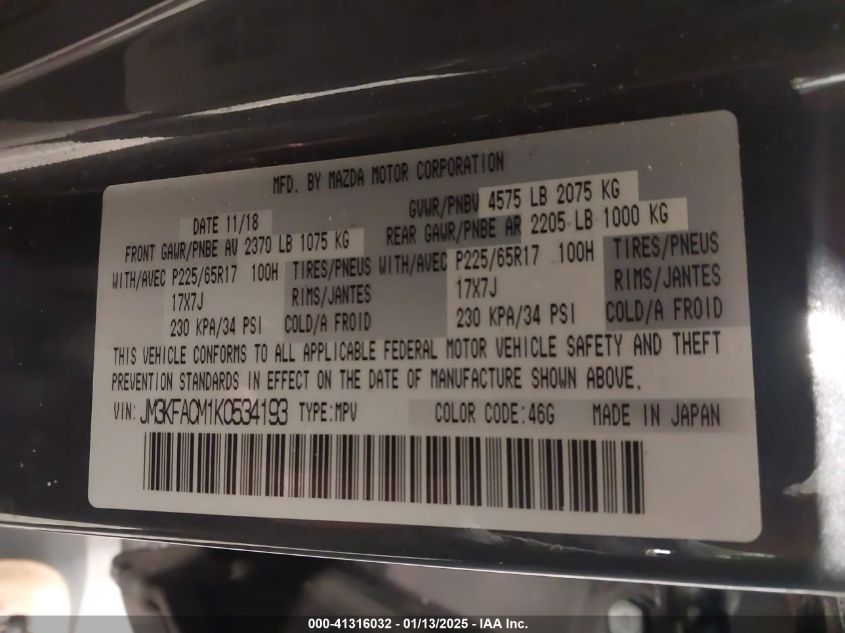 MFD. BY MAZDA MOTOR CORPORATION
DATE 11/18 GVWR/PNBV 4575 LB 2075 KG
FRONT GAWR/PNBE AV 2370 LB 1075 KG REAR GAWR/PNBE AR 2205 LB 1000 KG
WITH/AVEC P225/65R17 100H TIRES/PNEUS WITH/AVEC P225/65R17 100H TIRES/PNEUS
17X7J RIMS/JANTES 17X7J RIMS/JANTES
230 KPA/34 PSI COLD/A FROID 230 KPA/34 PSI COLD/A FROID
THIS VEHICLE CONFORMS TO ALL APPLICABLE FEDERAL MOTOR VEHICLE SAFETY AND THEFT
PREVENTION STANDARDS IN EFFECT ON THE DATE OF MANUFACTURE SHOWN ABOVE.
VIN: JM3KFACM1K0534193 TYPE:MPV COLOR CODE:46G MADE IN JAPAN
000-41316032 - 01/13/2025 - IAA Inc.